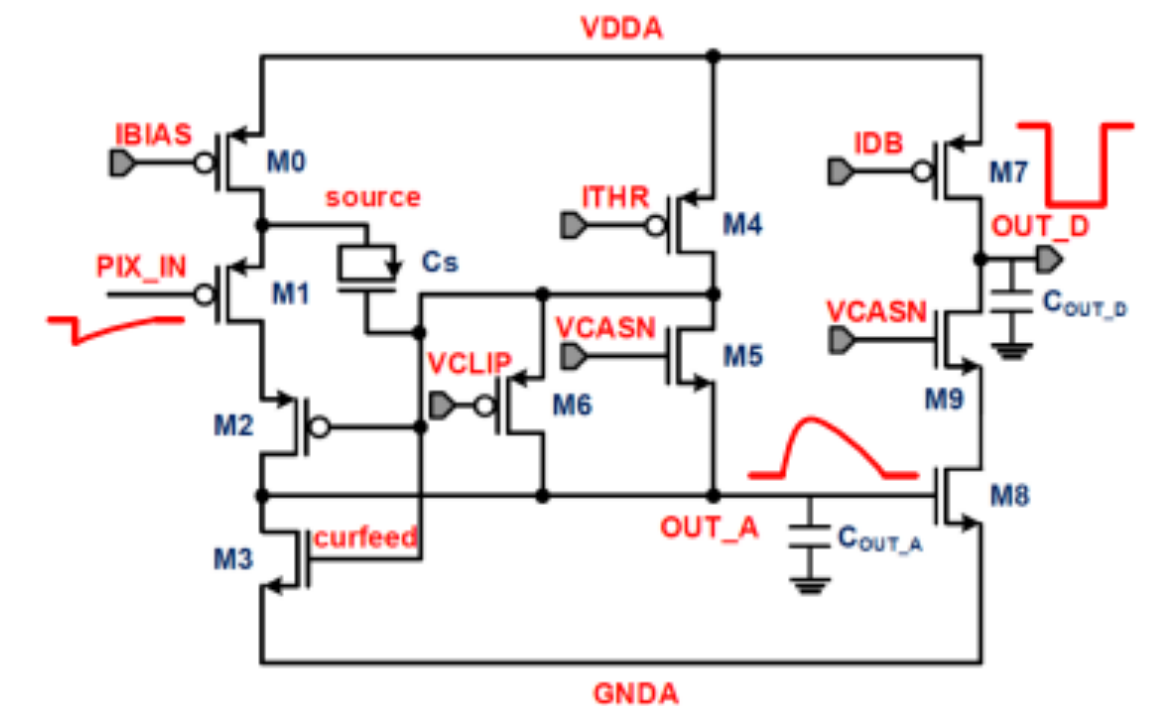 VDDA
IBIAS
M0
IDB
M7
source
ITHR
M4
OUT_D
PIX_IN
Cs
M1
COUT_D
VCASN
VCASN
M5
VCLIP
M6
M9
M2
M8
OUT_A
COUT_A
curfeed
M3
GNDA